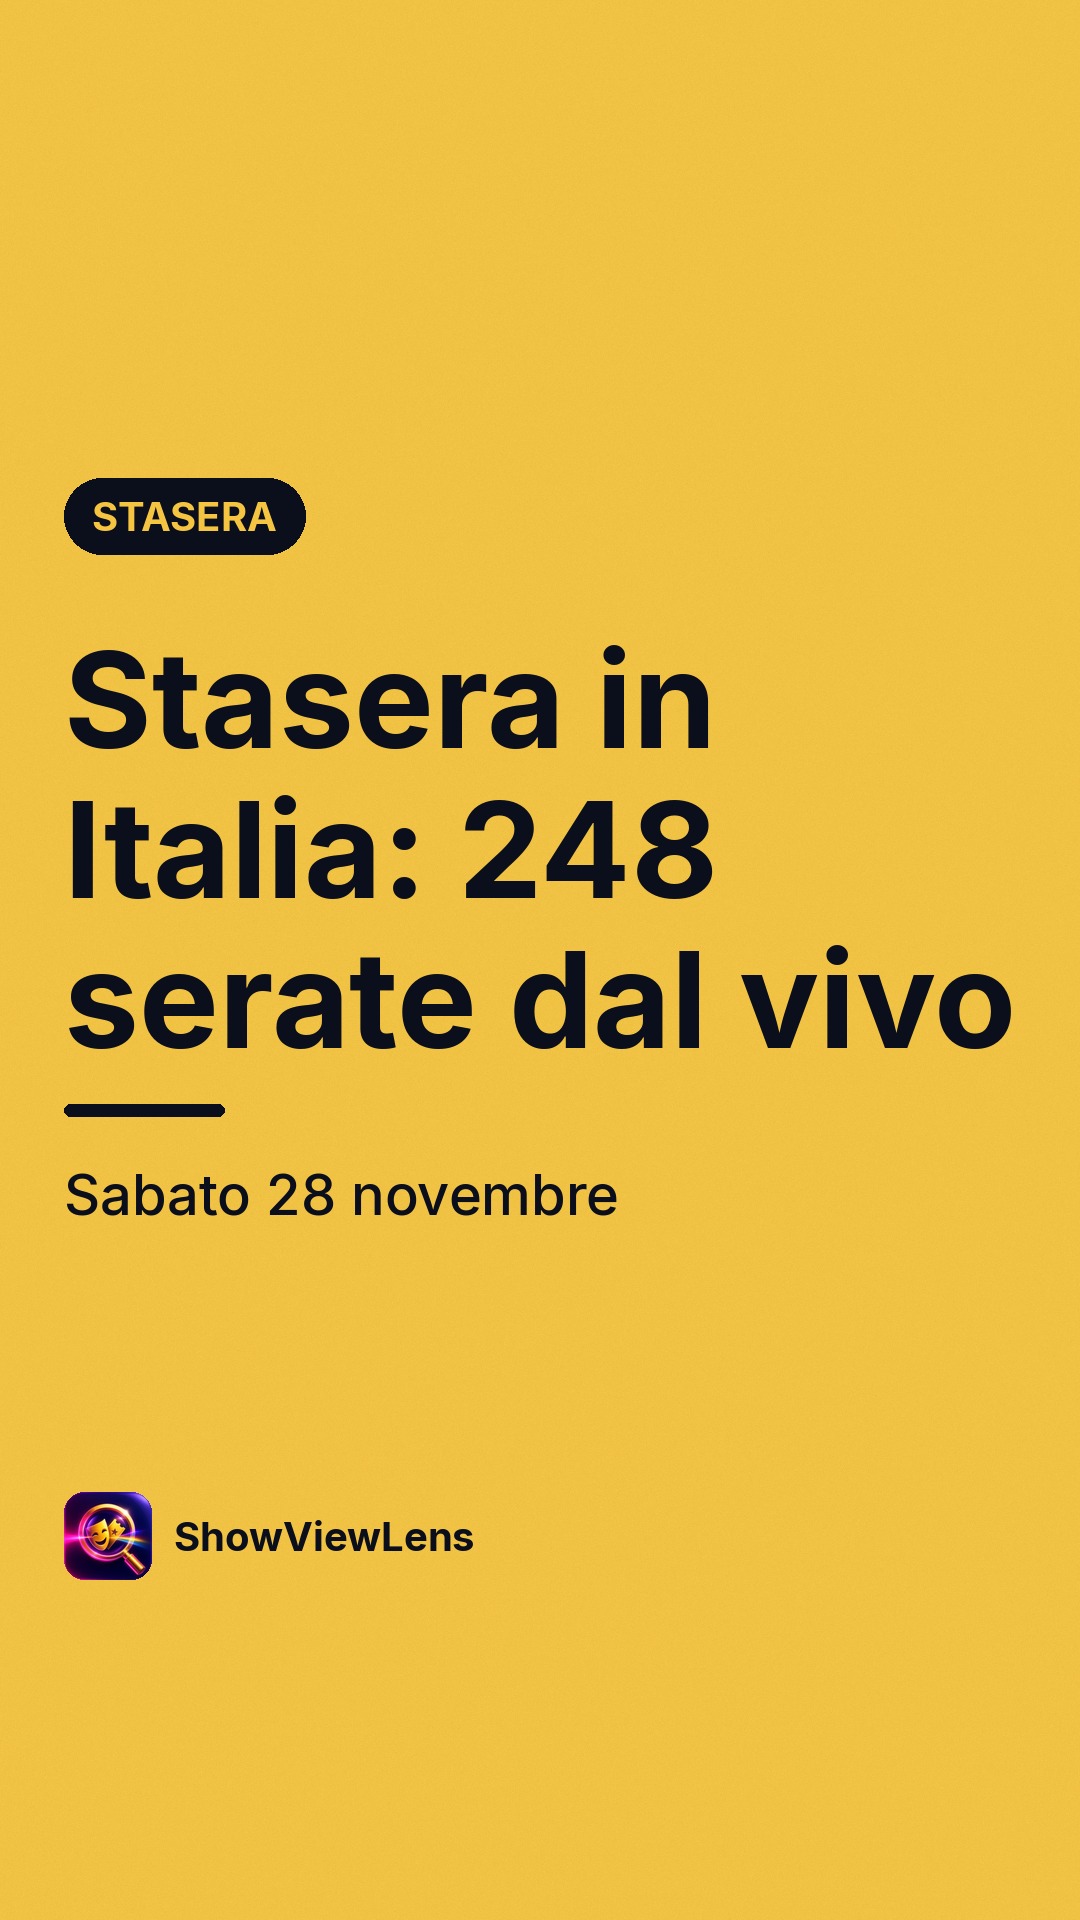 STASERA
Stasera in
Italia: 248
serate dal vivo
Sabato 28 novembre
ShowViewLens